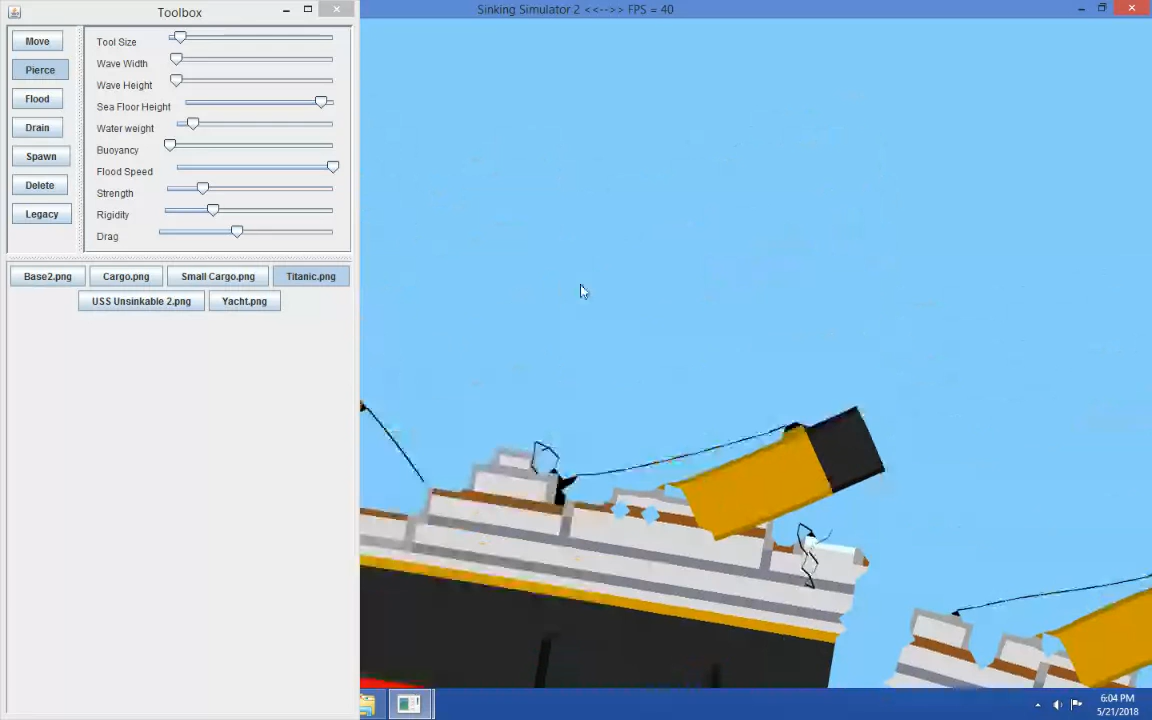 Toolbox
Sinking Simulator 2 <<-->> FPS = 40
Move
Pierce
Flood
Drain
Spawn
Delete
Legacy
Tool Size
Wave Width
Wave Height
Sea Floor Height
Water weight
Buoyancy
Flood Speed
Strength
Rigidity
Drag
Base2.png Cargo.png Small Cargo.png Titanic.png
USS Unsinkable 2.png Yacht.png
6:04 PM
5/21/2018